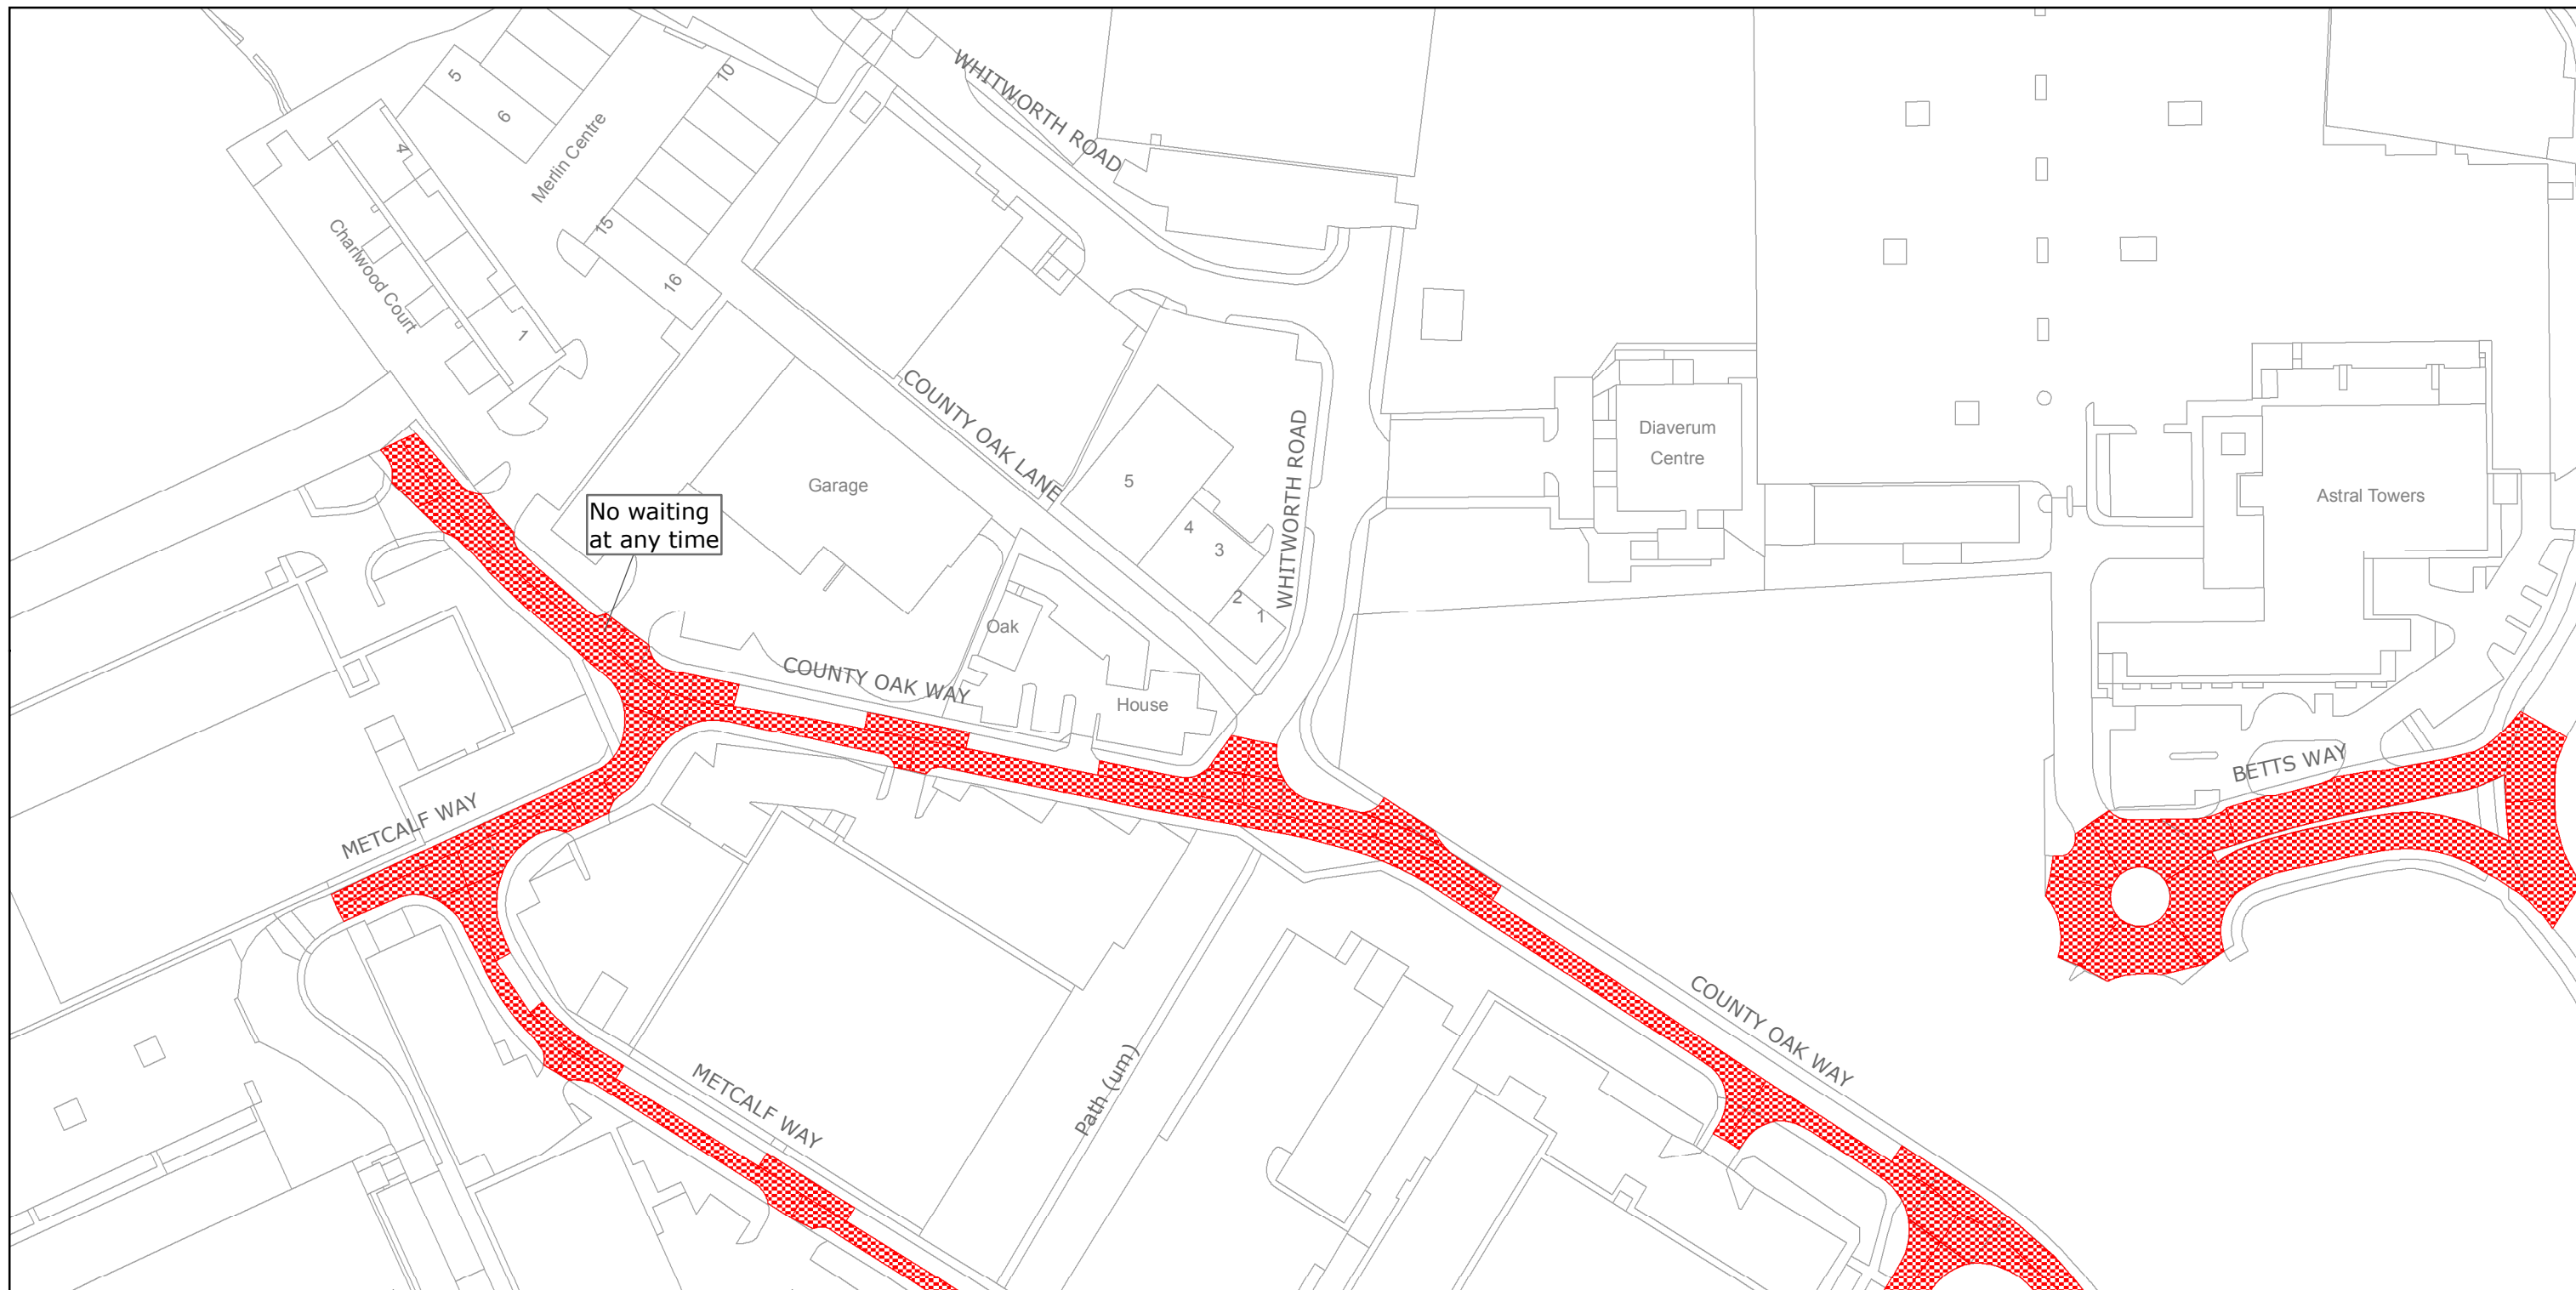 WHITWORTH ROAD
5
10
6
Merlin Centre
4
15
16
Charlwood Court
1
COUNTY OAK LANE
WHITWORTH ROAD
Diaverum
Centre
Astral Towers
Garage
5
4
3
2
1
No waiting
at any time
Oak
House
COUNTY OAK WAY
BETTS WAY
METCALF WAY
COUNTY OAK WAY
METCALF WAY
Path (um)